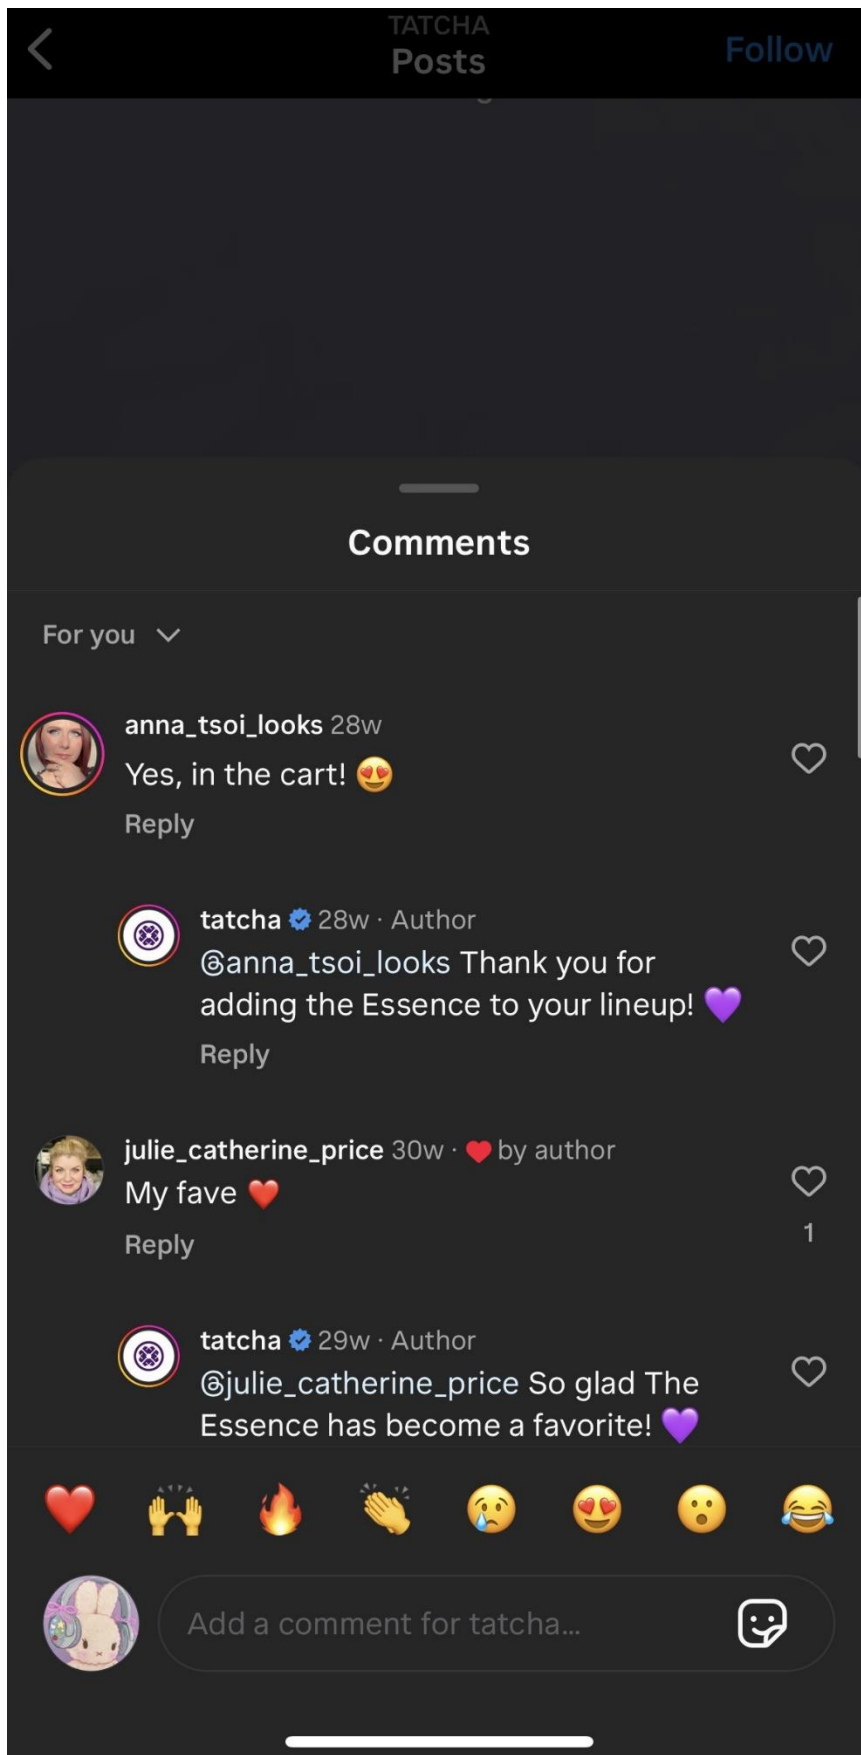 TATCHA
Posts
Follow
Comments
For you
anna_tsoi_looks 28w
Yes, in the cart! 😍
Reply
tatcha 28w · Author
@anna_tsoi_looks Thank you for
adding the Essence to your lineup! 💜
Reply
julie_catherine_price 30w · ❤️ by author
My fave ❤️
Reply
1
tatcha 29w · Author
@julie_catherine_price So glad The
Essence has become a favorite! 💜
Add a comment for tatcha...